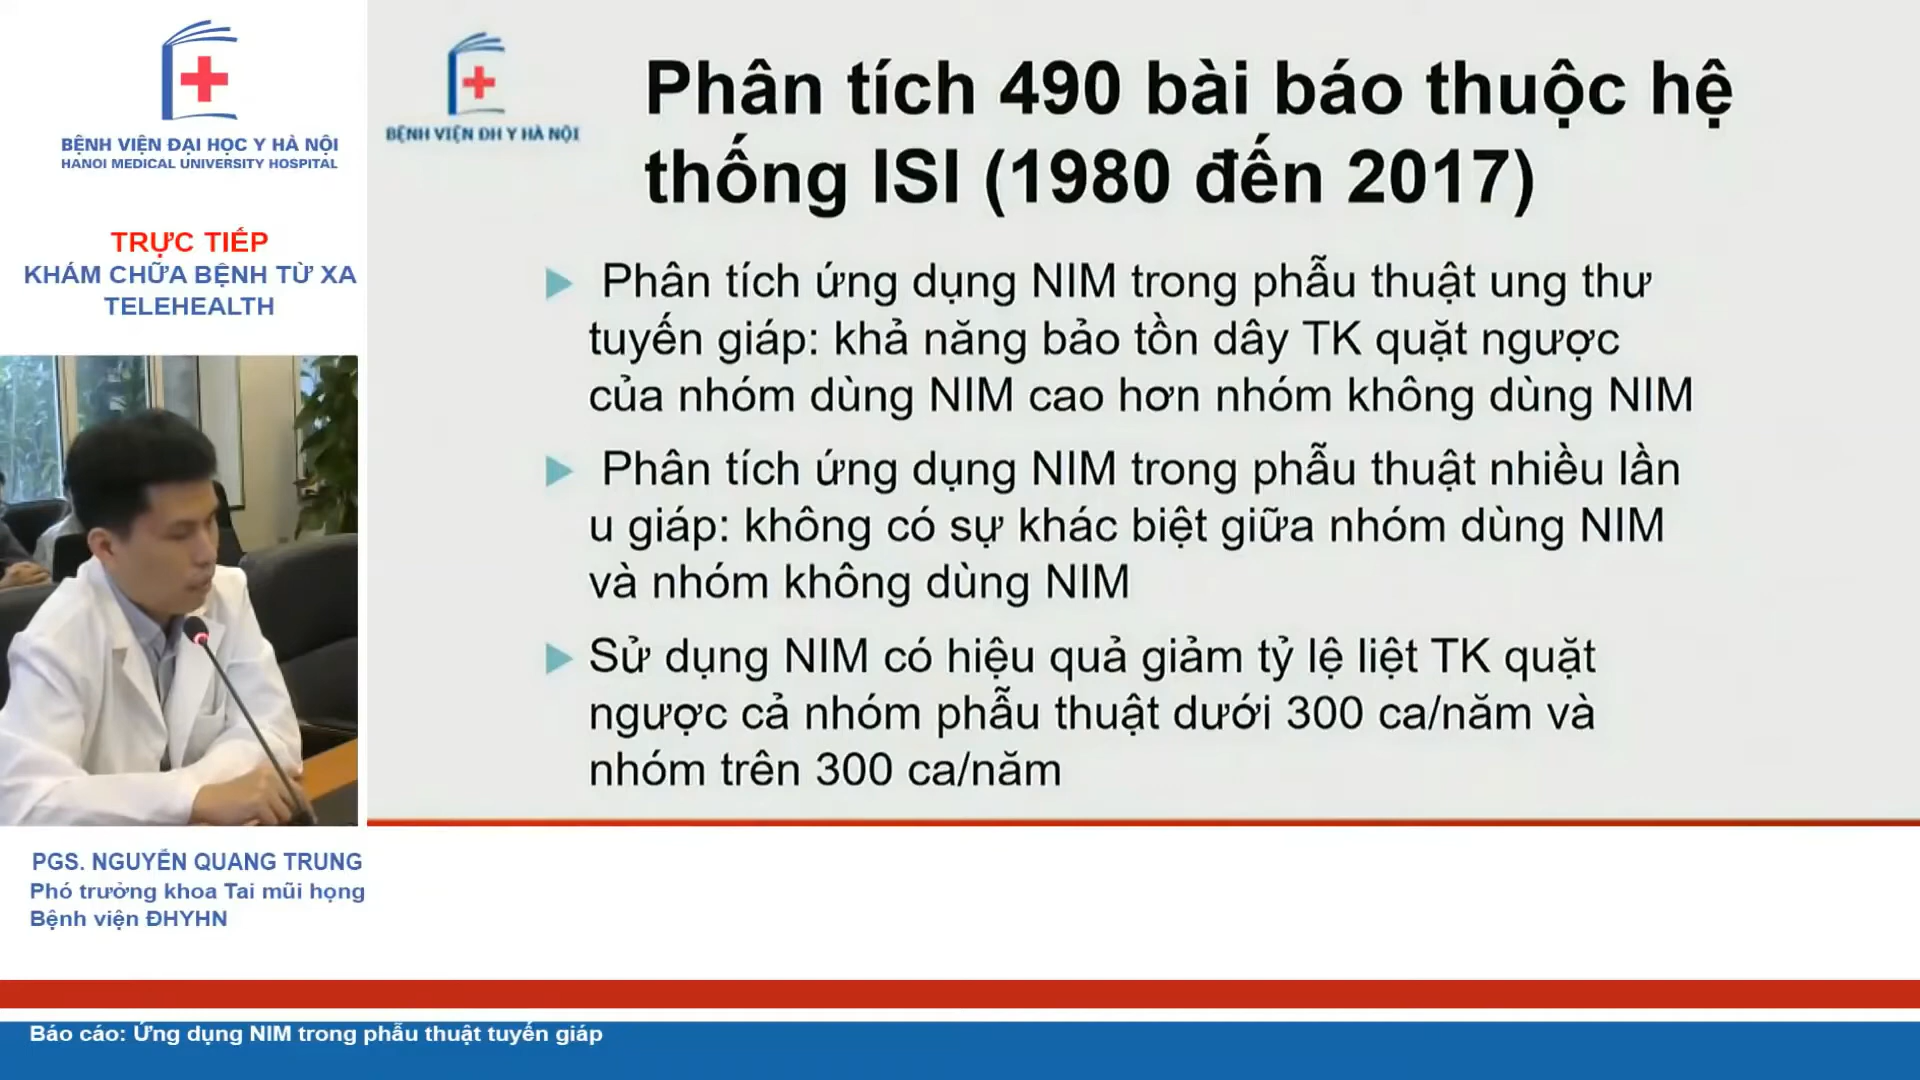 BỆNH VIỆN ĐẠI HỌC Y HÀ NỘI
HANOI MEDICAL UNIVERSITY HOSPITAL
TRỰC TIẾP
KHÁM CHỮA BỆNH TỪ XA
TELEHEALTH
PGS. NGUYỄN QUANG TRUNG
Phó trưởng khoa Tai mũi họng
Bệnh viện ĐHYHN
BỆNH VIỆN ĐH Y HÀ NỘI
Phân tích 490 bài báo thuộc hệ
thống ISI (1980 đến 2017)
Phân tích ứng dụng NIM trong phẫu thuật ung thư
tuyến giáp: khả năng bảo tồn dây TK quặt ngược
của nhóm dùng NIM cao hơn nhóm không dùng NIM
Phân tích ứng dụng NIM trong phẫu thuật nhiều lần
u giáp: không có sự khác biệt giữa nhóm dùng NIM
và nhóm không dùng NIM
Sử dụng NIM có hiệu quả giảm tỷ lệ liệt TK quặt
ngược cả nhóm phẫu thuật dưới 300 ca/năm và
nhóm trên 300 ca/năm
Báo cáo: Ứng dụng NIM trong phẫu thuật tuyến giáp